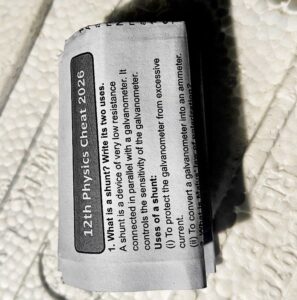 12th Physics Cheat 2026
1. What is a shunt? Write its two uses.
A shunt is a device of very low resistance
connected in parallel with a galvanometer. It
controls the sensitivity of the galvanometer.
Uses of a shunt:
(i) To protect the galvanometer from excessive
current.
(ii) To convert a galvanometer into an ammeter.